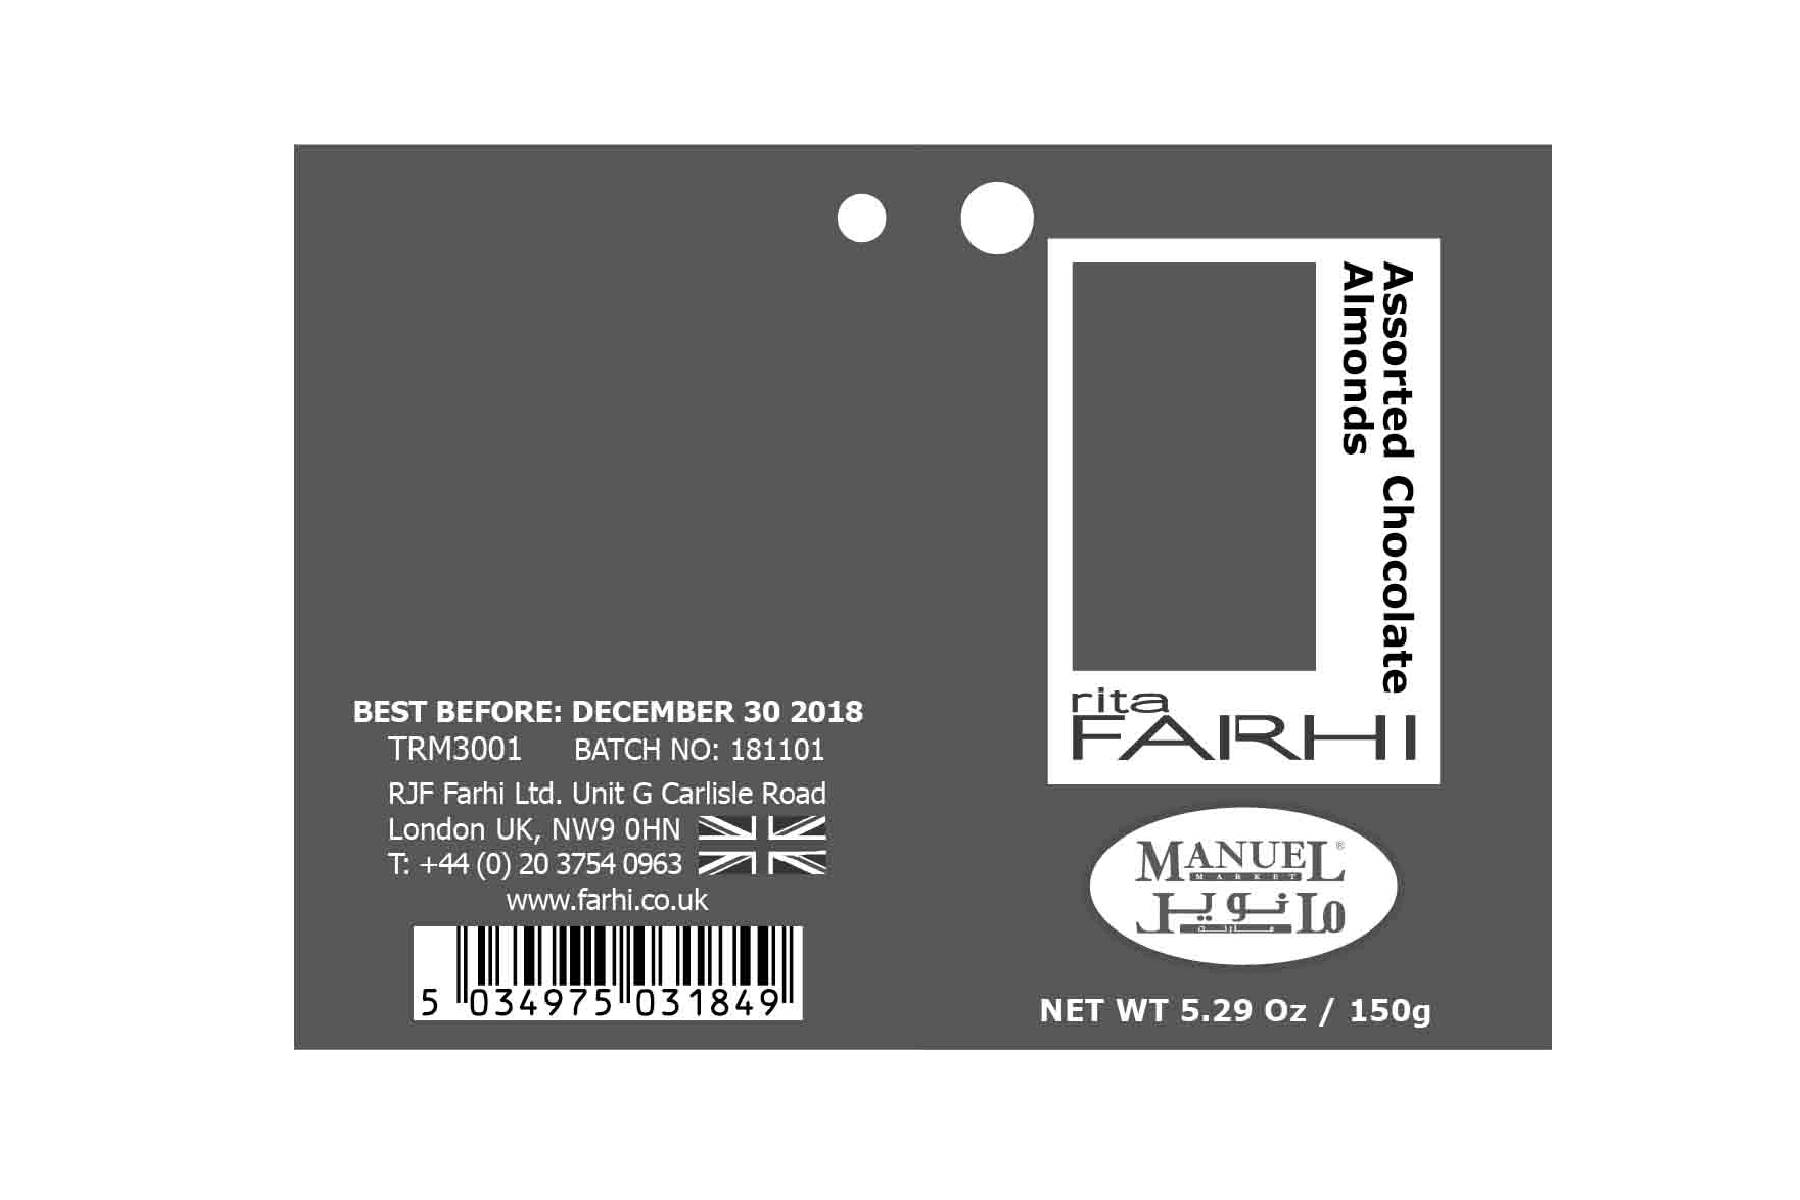 BEST BEFORE: DECEMBER 30 2018
TRM3001 BATCH NO: 181101
RJF Farhi Ltd. Unit G Carlisle Road
London UK, NW9 0HN
T: +44 (0) 20 3754 0963
www.farhi.co.uk
5 034975 031849
Assorted Chocolate
Almonds
rita
FARHI
MANUEL®
MARKET
مانويل
ماركت
NET WT 5.29 Oz / 150g